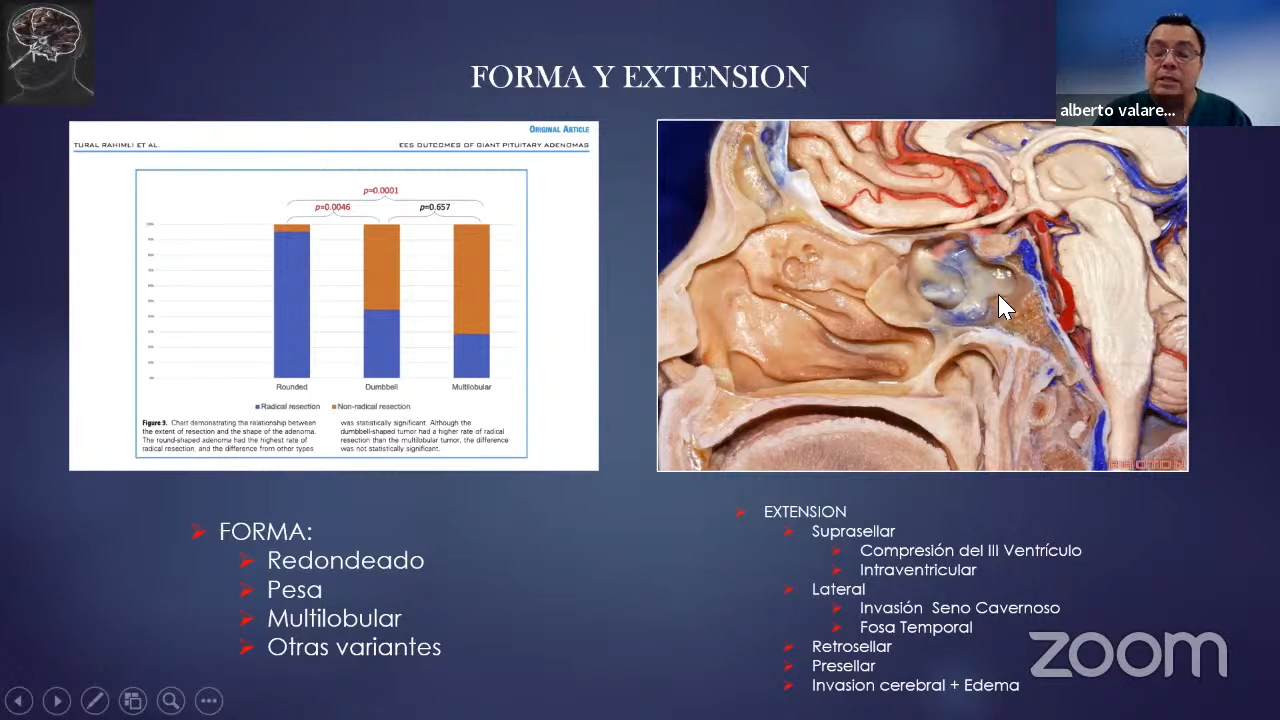 FORMA Y EXTENSION
alberto valare...
ORIGINAL ARTICLE
TURAL RAHIMLI ET AL.
EES OUTCOMES OF GIANT PITUITARY ADENOMAS
p=0.0001
p=0.0046
p=0.657
Rounded
Dumbbell
Multilobular
Radical resection
Non-radical resection
Figure 3. Chart demonstrating the relationship between
the extent of resection and the shape of the adenoma.
The round-shaped adenoma had the highest rate of
radical resection, and the difference from other types
was statistically significant. Although the
dumbbell-shaped tumor had a higher rate of radical
resection than the multilobular tumor, the difference
was not statistically significant.
FORMA:
Redondeado
Pesa
Multilobular
Otras variantes
EXTENSION
Suprasellar
Compresión del III Ventrículo
Intraventricular
Lateral
Invasión Seno Cavernoso
Fosa Temporal
Retrosellar
Presellar
Invasion cerebral + Edema
zoom